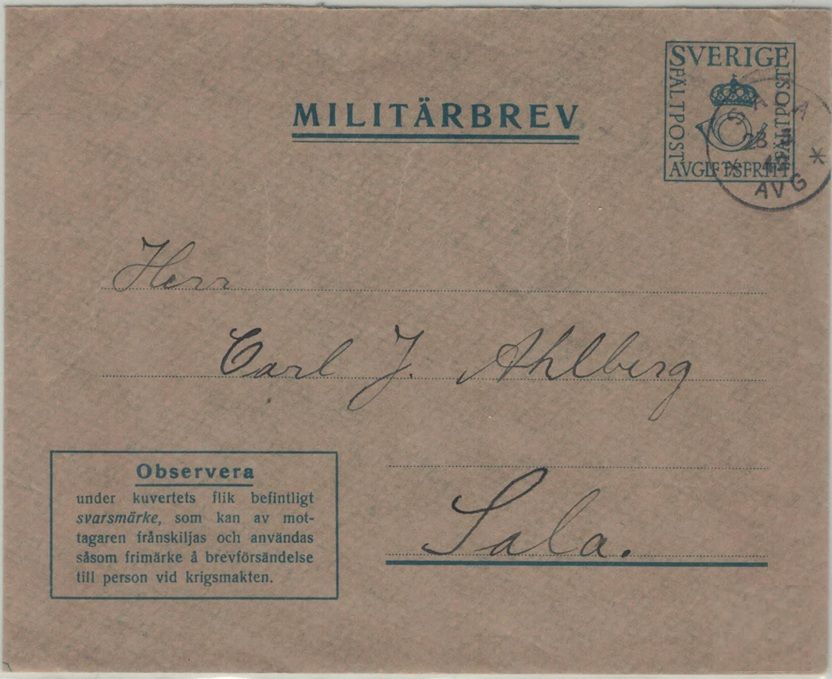 SVERIGE
FÄLTPOST
FÄLTPOST
AVGIFTSFRITT
AVG
MILITÄRBREV
Herr
Carl J. Ahlberg
Sala.
Observera
under kuvertets flik befintligt
svarsmärke, som kan av mot-
tagaren frånskiljas och användas
såsom frimärke å brevförsändelse
till person vid krigsmakten.